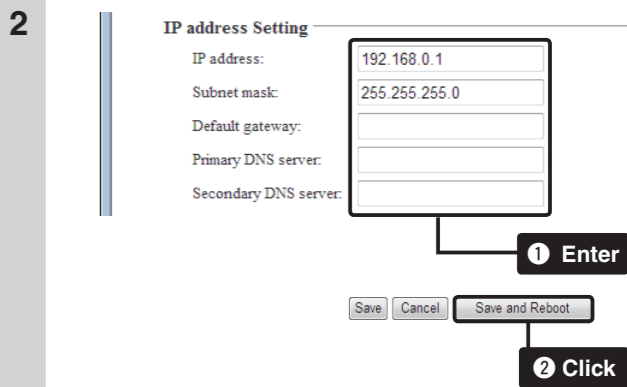 2
IP address Setting
IP address: 192.168.0.1
Subnet mask: 255.255.255.0
Default gateway:
Primary DNS server:
Secondary DNS server:
❶ Enter
Save Cancel Save and Reboot
❷ Click